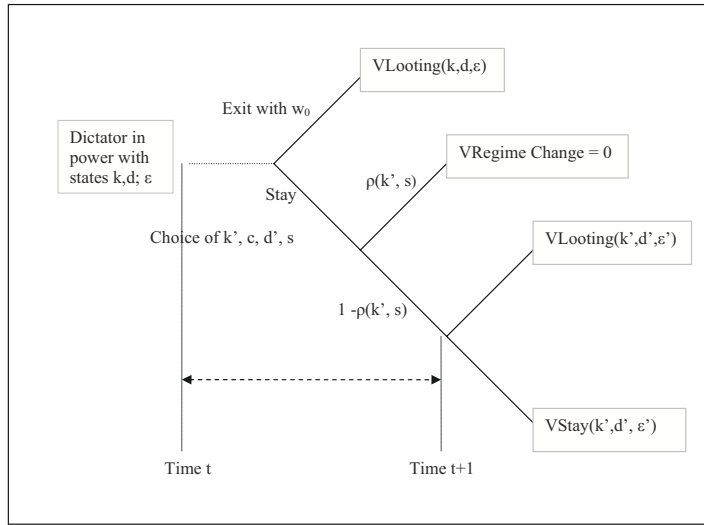 VLooting(k,d,ε)
Exit with w0
Dictator in
power with
states k,d; ε
VRegime Change = 0
ρ(k’, s)
Stay
Choice of k’, c, d’, s
VLooting(k’,d’,ε’)
1 -ρ(k’, s)
VStay(k’,d’, ε’)
Time t
Time t+1